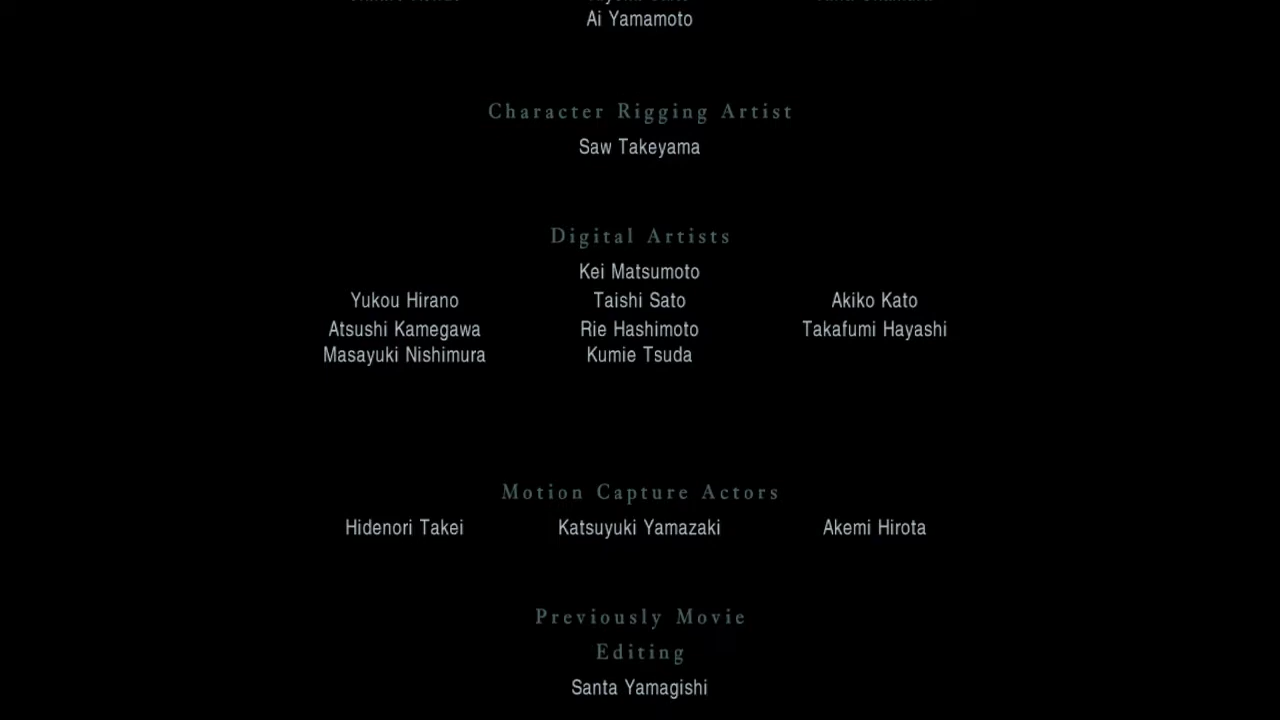 Ai Yamamoto
Character Rigging Artist
Saw Takeyama
Digital Artists
Kei Matsumoto
Yukou Hirano Taishi Sato Akiko Kato
Atsushi Kamegawa Rie Hashimoto Takafumi Hayashi
Masayuki Nishimura Kumie Tsuda
Motion Capture Actors
Hidenori Takei Katsuyuki Yamazaki Akemi Hirota
Previously Movie
Editing
Santa Yamagishi